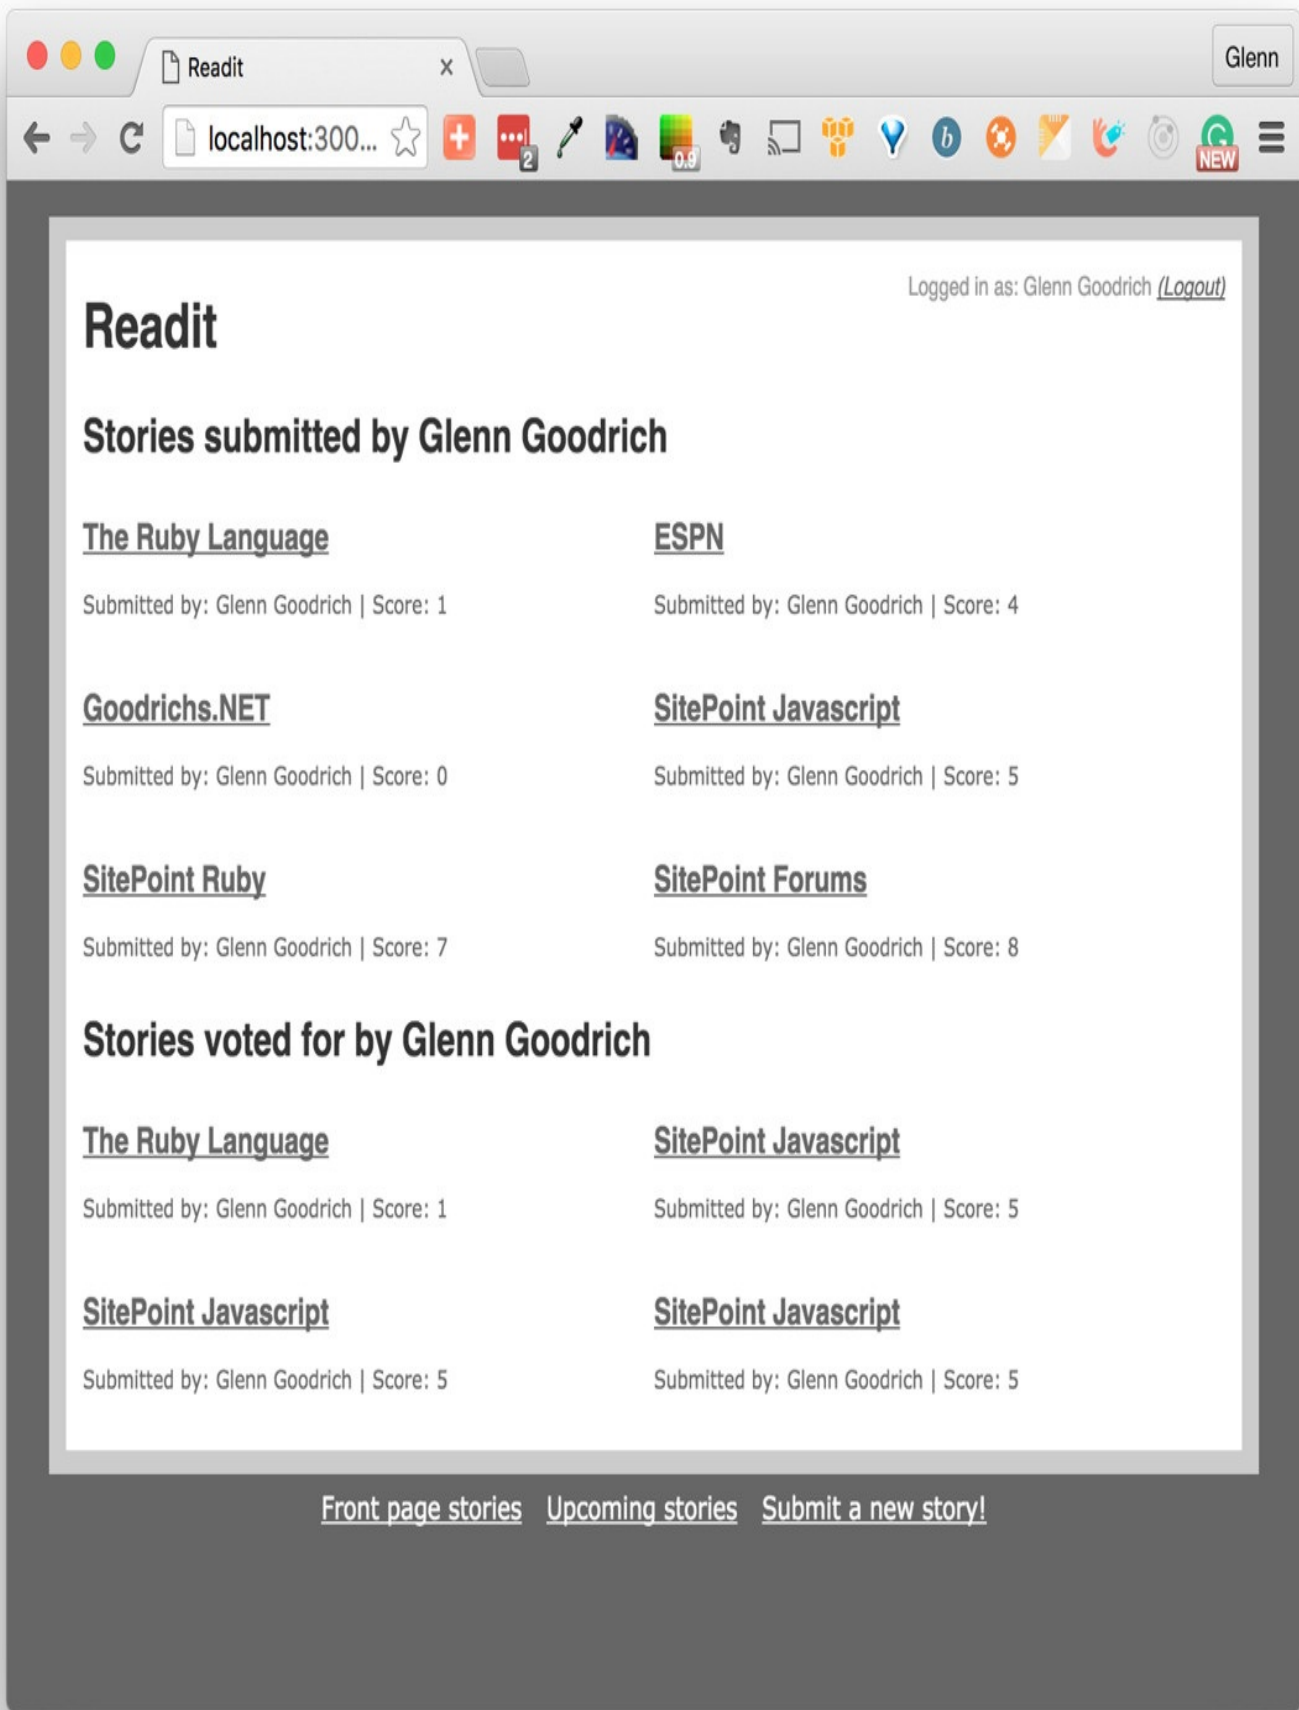 Readit
Glenn
localhost:300...
2
0.9
b
G
NEW
Logged in as: Glenn Goodrich (Logout)
Readit
Stories submitted by Glenn Goodrich
The Ruby Language
Submitted by: Glenn Goodrich | Score: 1
ESPN
Submitted by: Glenn Goodrich | Score: 4
Goodrichs.NET
Submitted by: Glenn Goodrich | Score: 0
SitePoint Javascript
Submitted by: Glenn Goodrich | Score: 5
SitePoint Ruby
Submitted by: Glenn Goodrich | Score: 7
SitePoint Forums
Submitted by: Glenn Goodrich | Score: 8
Stories voted for by Glenn Goodrich
The Ruby Language
Submitted by: Glenn Goodrich | Score: 1
SitePoint Javascript
Submitted by: Glenn Goodrich | Score: 5
SitePoint Javascript
Submitted by: Glenn Goodrich | Score: 5
SitePoint Javascript
Submitted by: Glenn Goodrich | Score: 5
Front page stories Upcoming stories Submit a new story!